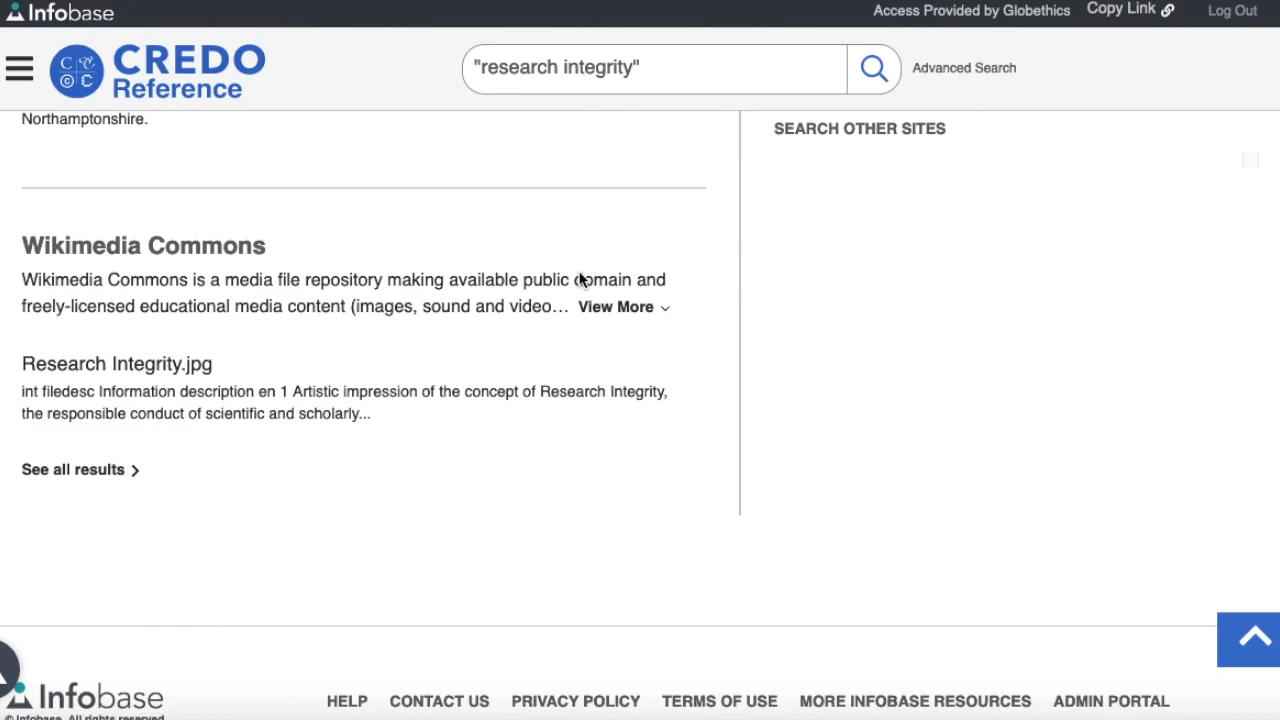 Infobase
Access Provided by Globethics
Copy Link
Log Out
CREDO
Reference
"research integrity"
Advanced Search
Northamptonshire.
SEARCH OTHER SITES
Wikimedia Commons
Wikimedia Commons is a media file repository making available public domain and
freely-licensed educational media content (images, sound and video... View More
Research Integrity.jpg
int filedesc Information description en 1 Artistic impression of the concept of Research Integrity,
the responsible conduct of scientific and scholarly...
See all results
Infobase
HELP
CONTACT US
PRIVACY POLICY
TERMS OF USE
MORE INFOBASE RESOURCES
ADMIN PORTAL
© Infobase. All rights reserved